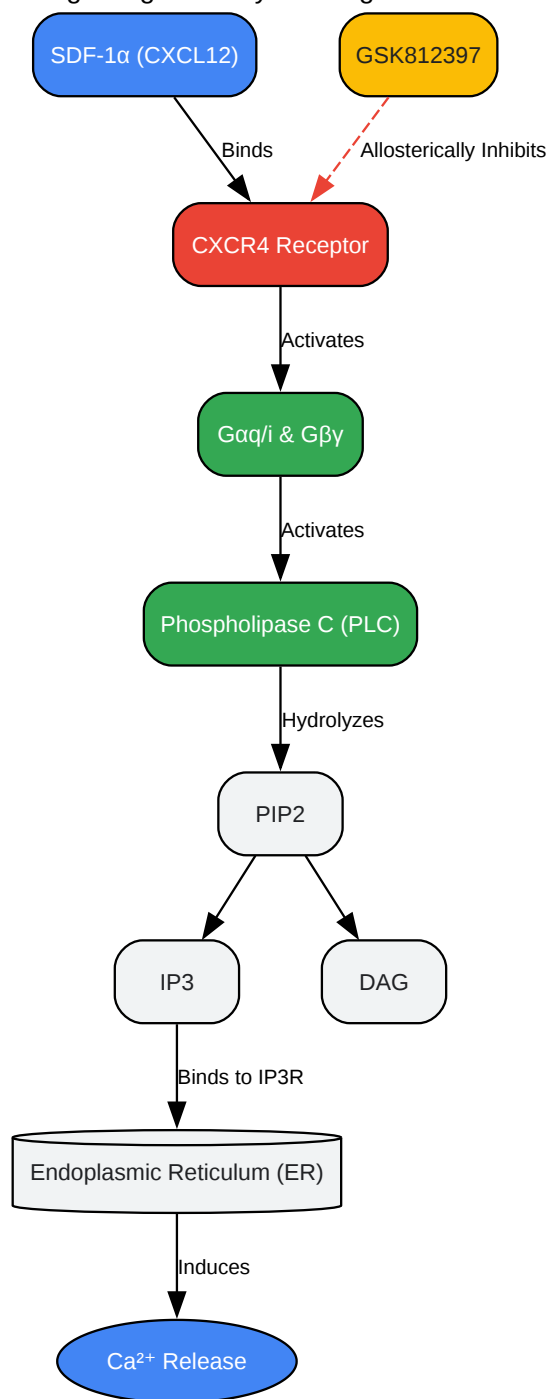 SDF-1α (CXCL12)
GSK812397
Binds
Allosterically Inhibits
CXCR4 Receptor
Activates
Gαq/i & Gβγ
Activates
Phospholipase C (PLC)
Hydrolyzes
PIP2
IP3
DAG
Binds to IP3R
Endoplasmic Reticulum (ER)
Induces
Ca²⁺ Release